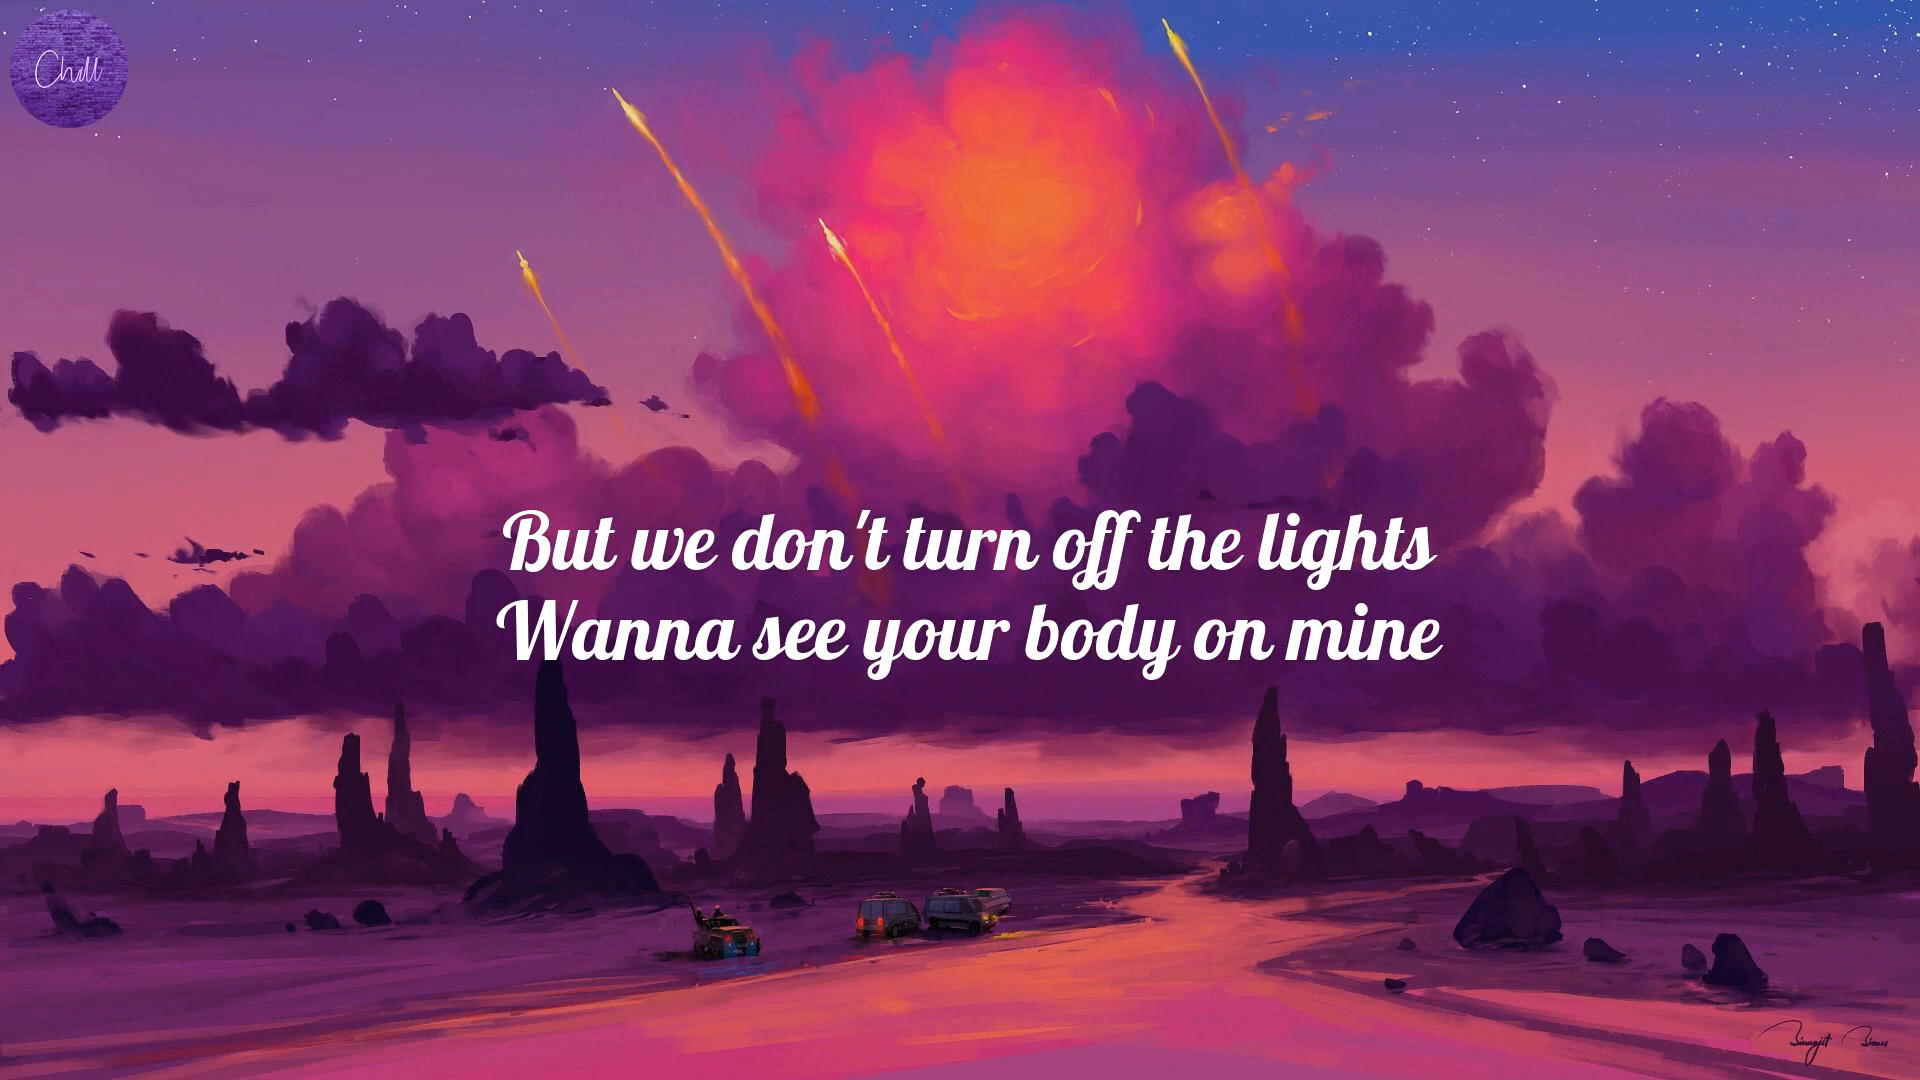 Chill
But we don't turn off the lights
Wanna see your body on mine